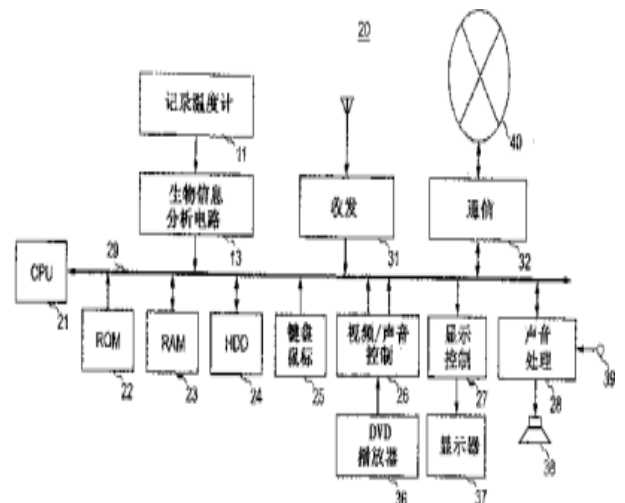 20
记录温度计
11
40
生物信息
分析电路
13
收发
31
通信
32
CPU
21
29
ROM
22
RAM
23
HDD
24
键盘
鼠标
25
视频/声音
控制
26
显示
控制
27
声音
处理
28
39
DVD
播放器
36
显示器
37
38